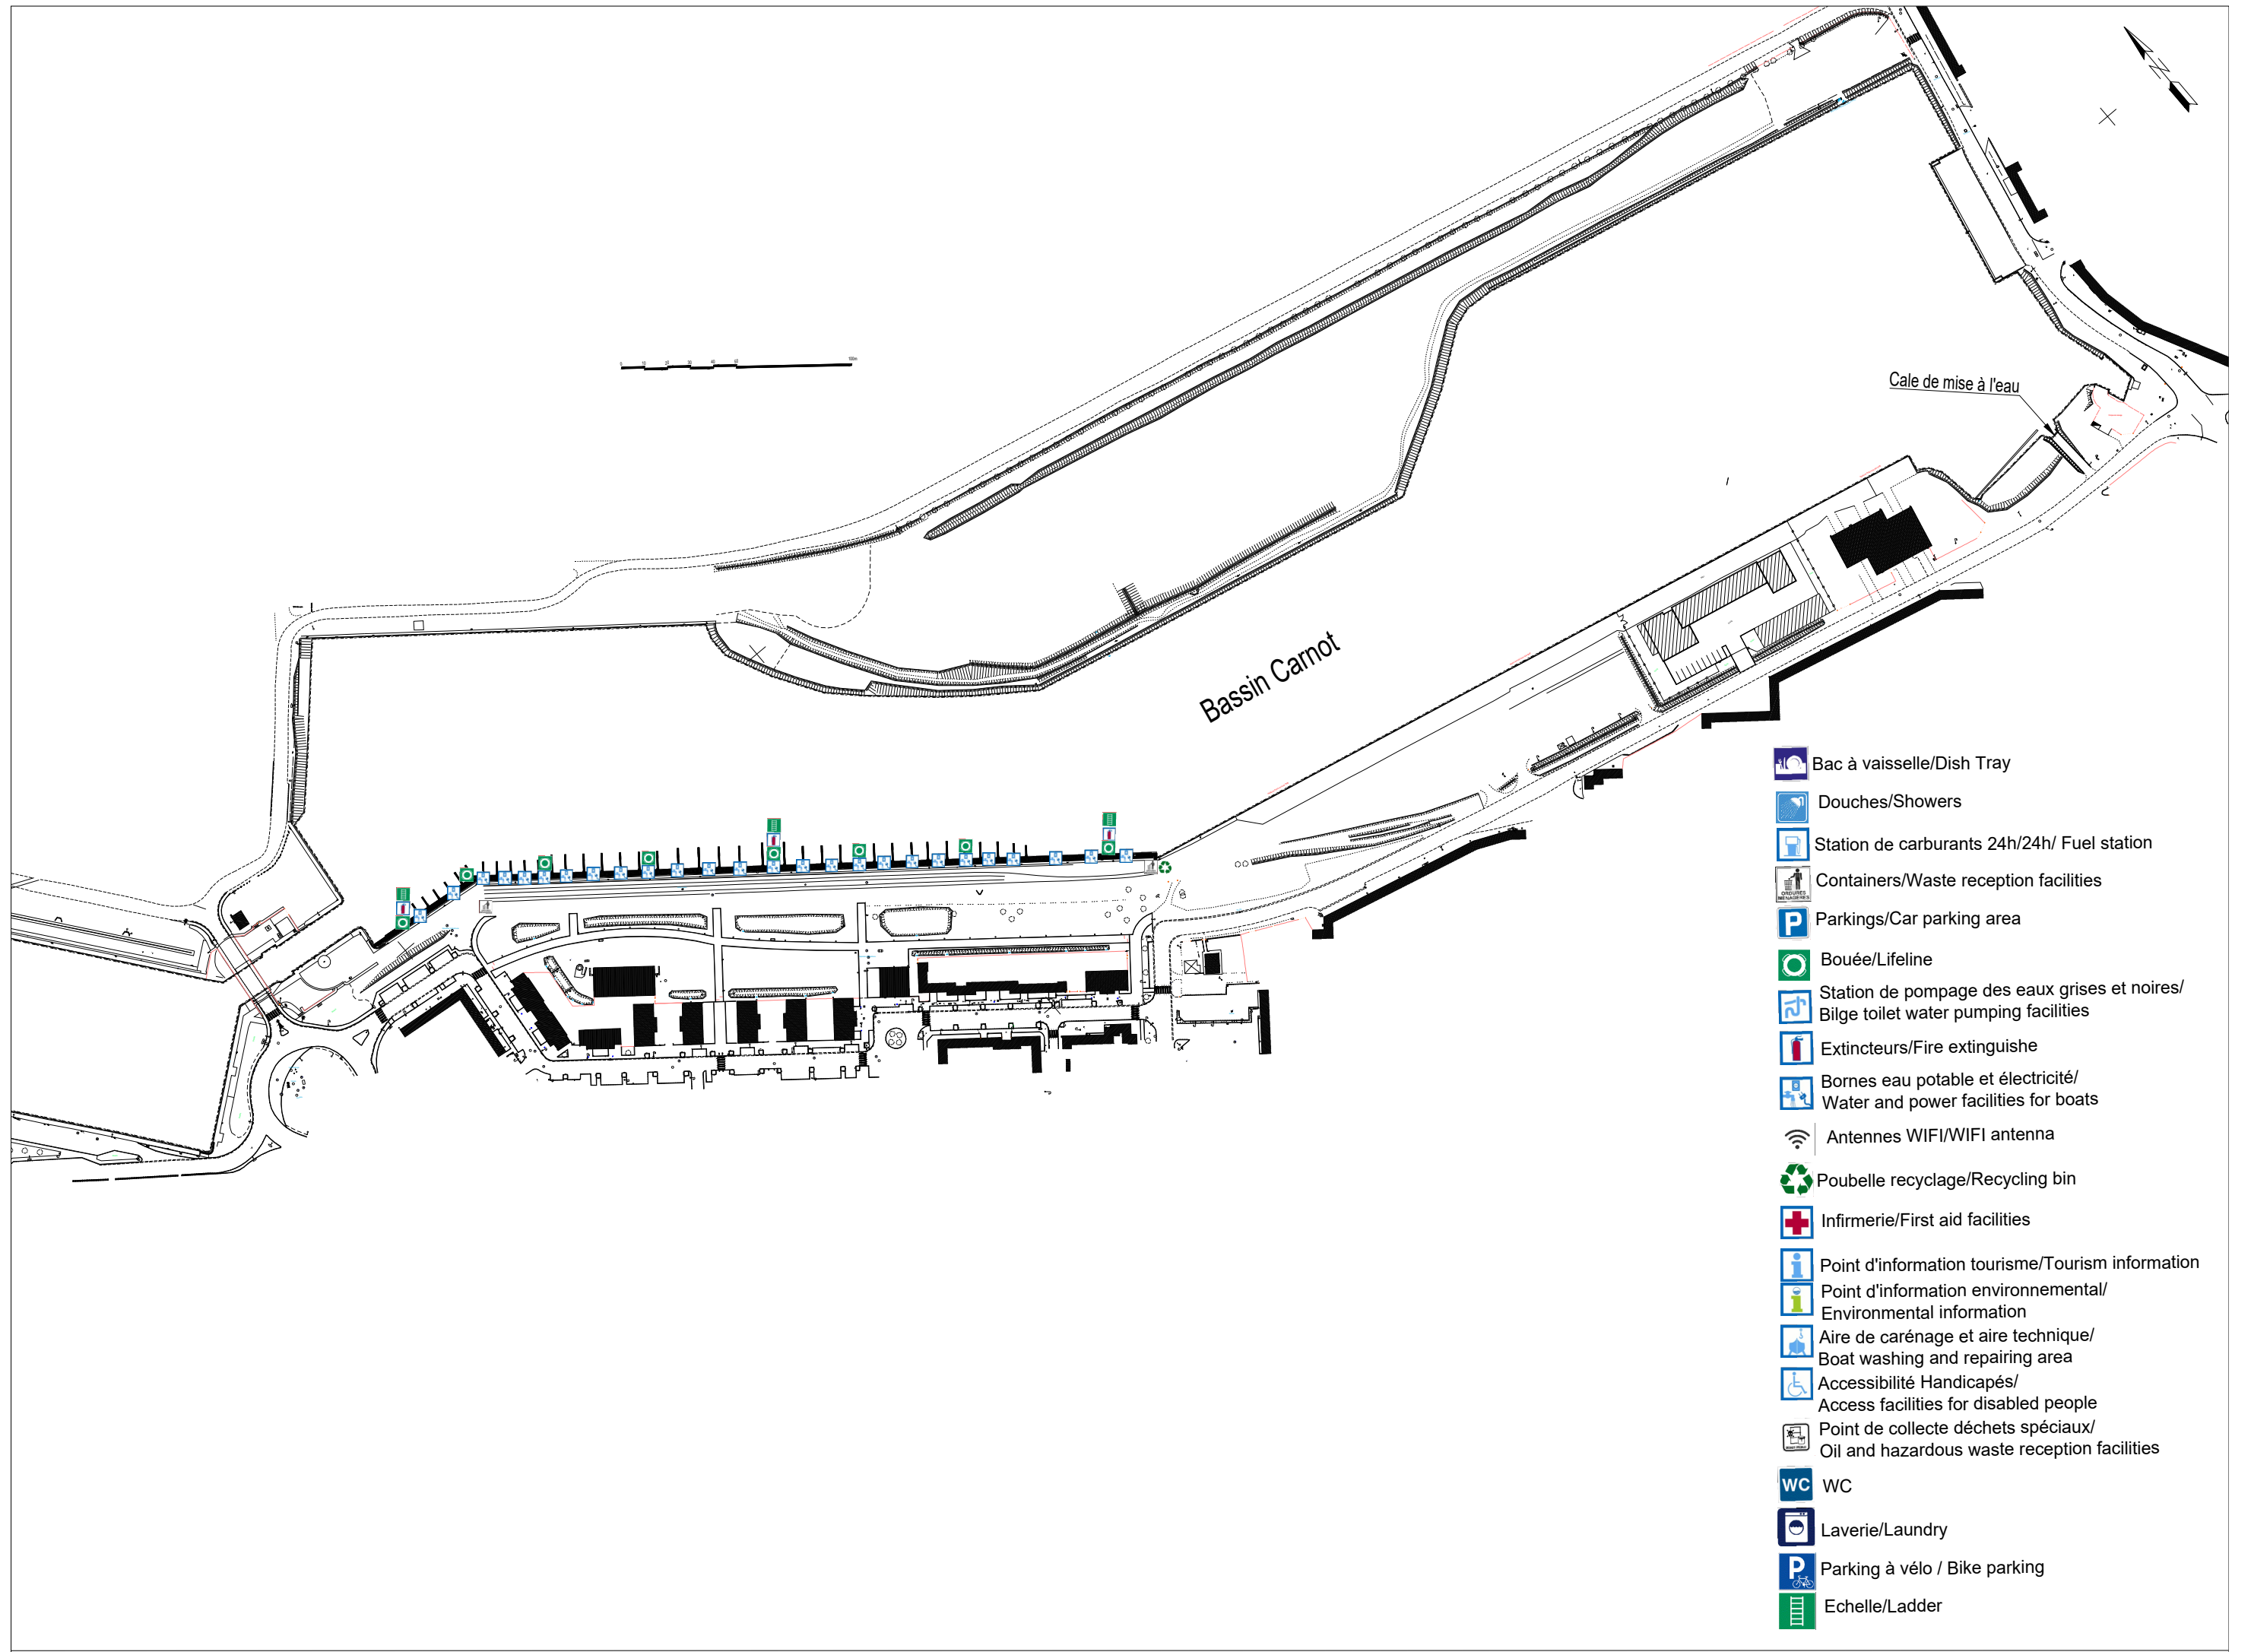 Cale de mise à l'eau
100m
Bassin Carnot
Bac à vaisselle/Dish Tray
Douches/Showers
Station de carburants 24h/24h/ Fuel station
ORDURES
MENAGERES
Containers/Waste reception facilities
P
Parkings/Car parking area
Bouée/Lifeline
Station de pompage des eaux grises et noires/
Bilge toilet water pumping facilities
Extincteurs/Fire extinguishe
Bornes eau potable et électricité/
Water and power facilities for boats
Antennes WIFI/WIFI antenna
Poubelle recyclage/Recycling bin
Infirmerie/First aid facilities
Point d'information tourisme/Tourism information
Point d'information environnemental/
Environmental information
Aire de carénage et aire technique/
Boat washing and repairing area
Accessibilité Handicapés/
Access facilities for disabled people
Point de collecte déchets spéciaux/
Oil and hazardous waste reception facilities
WC WC
Laverie/Laundry
P
Parking à vélo / Bike parking
Echelle/Ladder